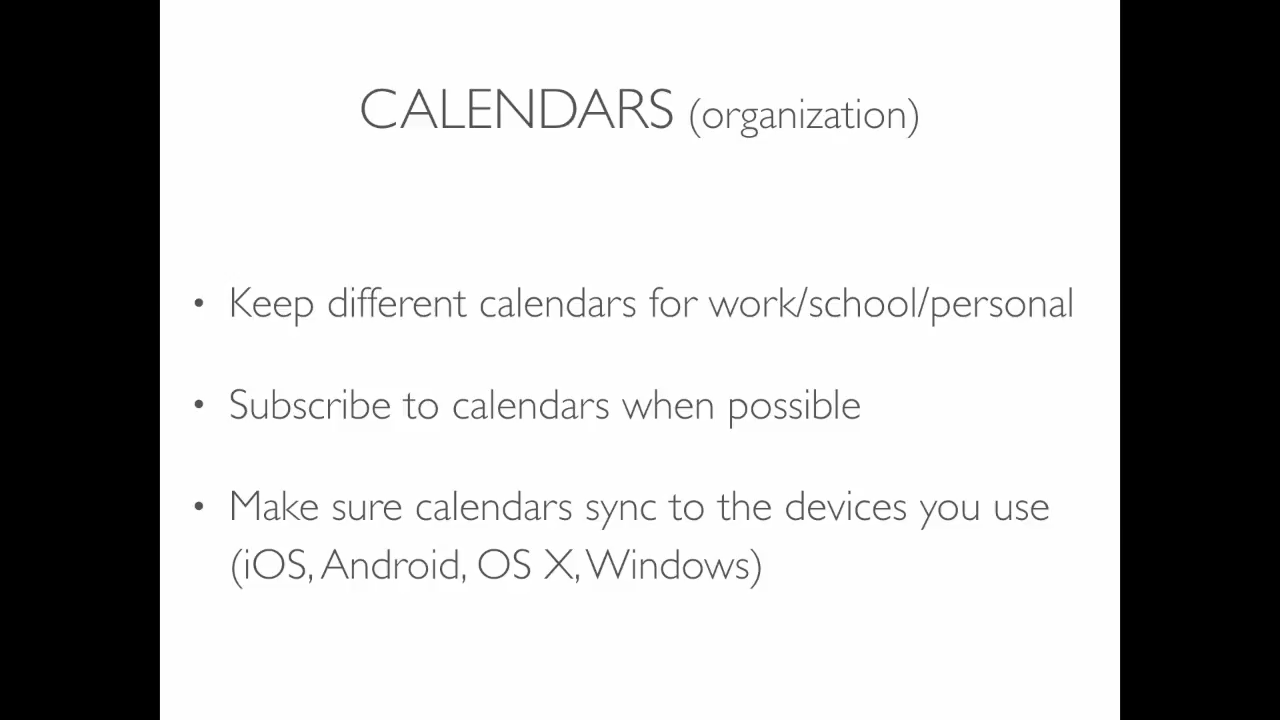 CALENDARS (organization)
• Keep different calendars for work/school/personal
• Subscribe to calendars when possible
• Make sure calendars sync to the devices you use
(iOS, Android, OS X, Windows)